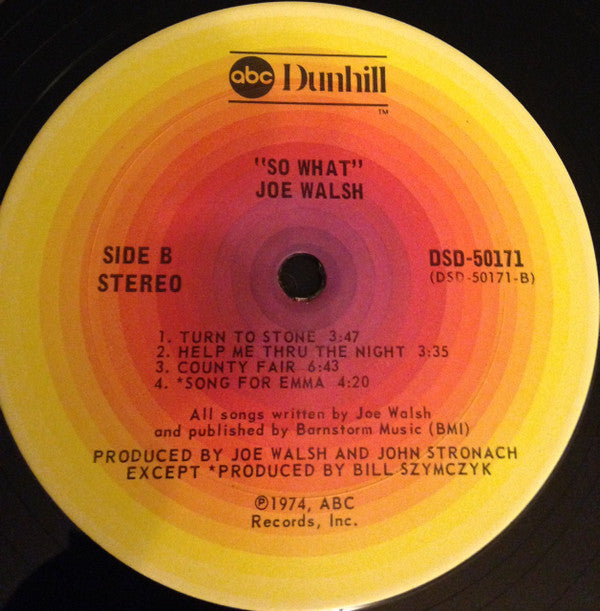 abc Dunhill
TM
"SO WHAT"
JOE WALSH
SIDE B
STEREO
DSD-50171
(DSD-50171-B)
1. TURN TO STONE 3:47
2. HELP ME THRU THE NIGHT 3:35
3. COUNTY FAIR 6:43
4. *SONG FOR EMMA 4:20
All songs written by Joe Walsh
and published by Barnstorm Music (BMI)
PRODUCED BY JOE WALSH AND JOHN STRONACH
EXCEPT *PRODUCED BY BILL SZYMCZYK
℗1974, ABC
Records, Inc.